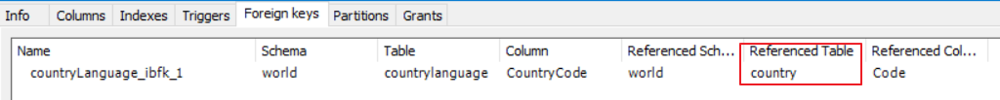 Info Columns Indexes Triggers Foreign keys Partitions Grants
Name Schema Table Column Referenced Sch... Referenced Table Referenced Col...
countryLanguage_ibfk_1 world countrylanguage CountryCode world country Code